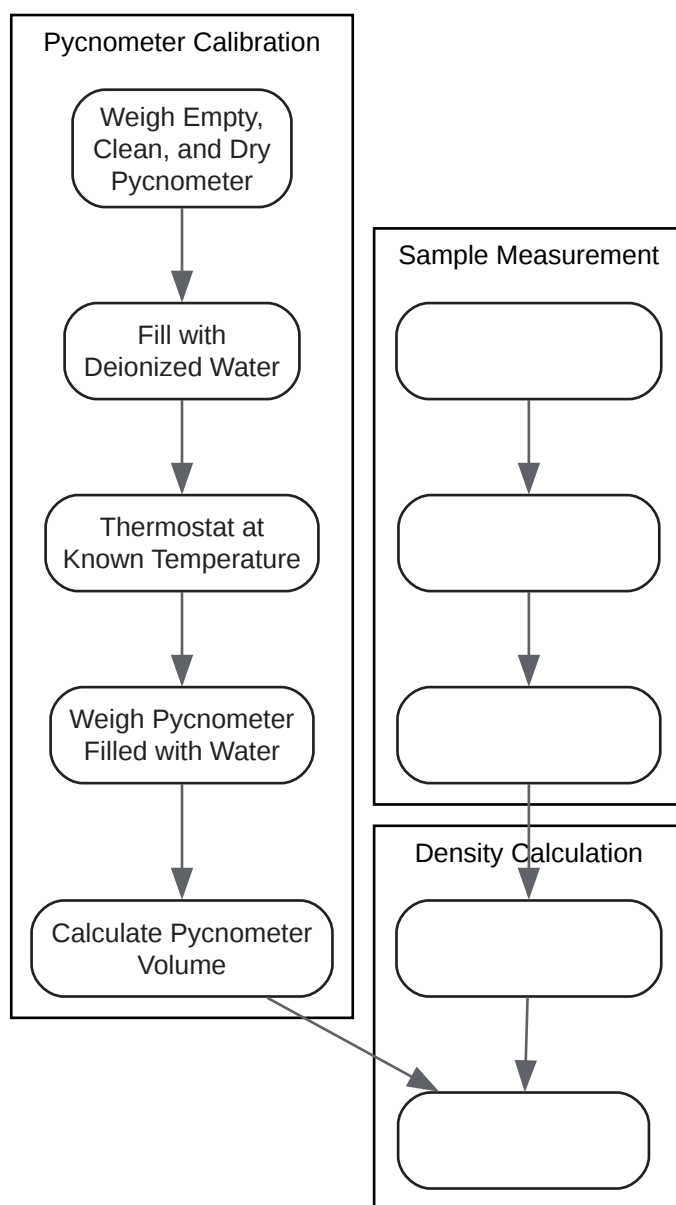 Pycnometer Calibration
Weigh Empty,
Clean, and Dry
Pycnometer
Fill with
Deionized Water
Thermostat at
Known Temperature
Weigh Pycnometer
Filled with Water
Calculate Pycnometer
Volume
Sample Measurement
Density Calculation